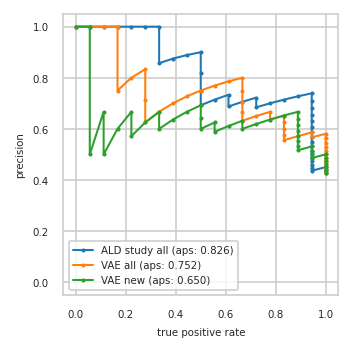 1.0
0.8
0.6
0.4
0.2
0.0
precision
ALD study all (aps: 0.826)
VAE all (aps: 0.752)
VAE new (aps: 0.650)
0.0 0.2 0.4 0.6 0.8 1.0
true positive rate